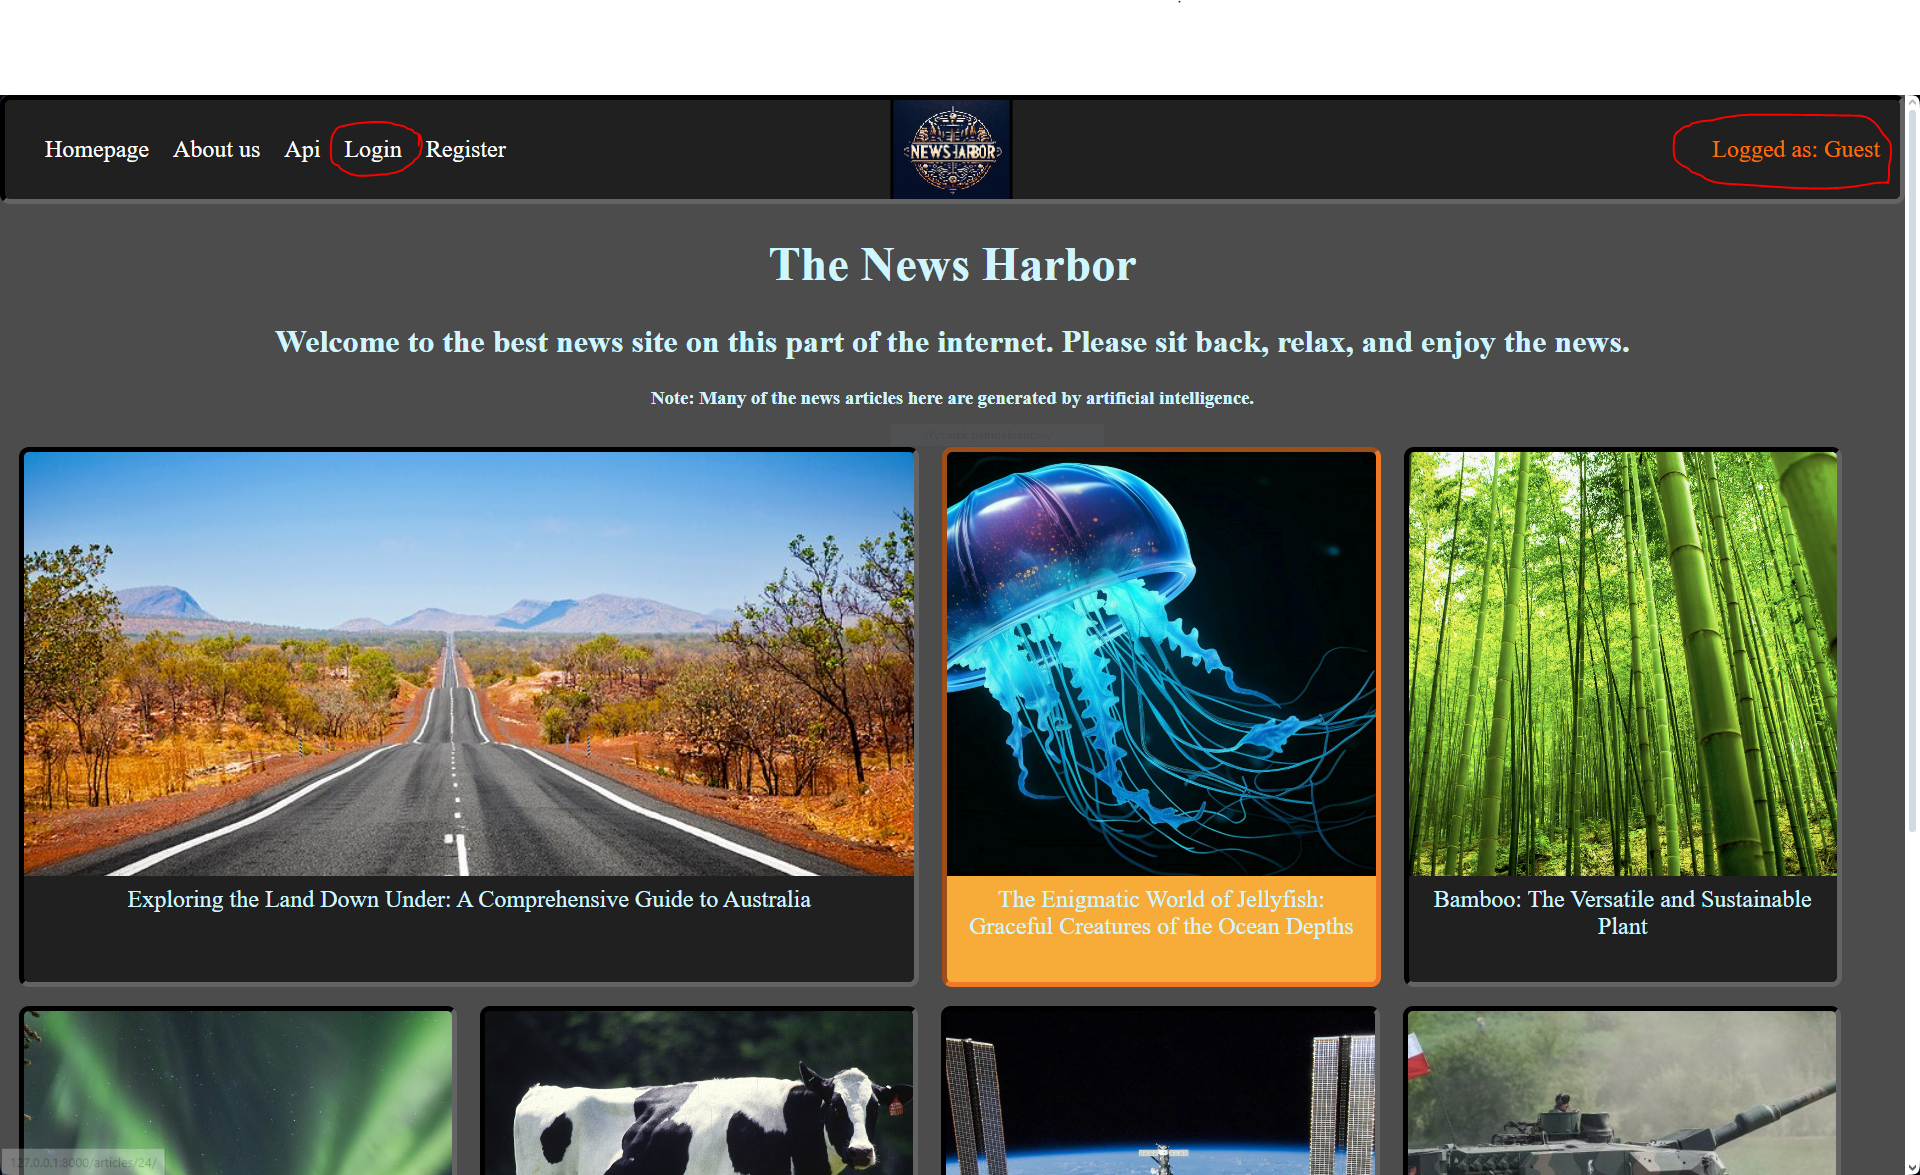 Homepage About us Api Login Register
NEWS HARBOR
Logged as: Guest
The News Harbor
Welcome to the best news site on this part of the internet. Please sit back, relax, and enjoy the news.
Note: Many of the news articles here are generated by artificial intelligence.
Exploring the Land Down Under: A Comprehensive Guide to Australia
The Enigmatic World of Jellyfish:
Graceful Creatures of the Ocean Depths
Bamboo: The Versatile and Sustainable
Plant
127.0.0.1:8000/articles/24/